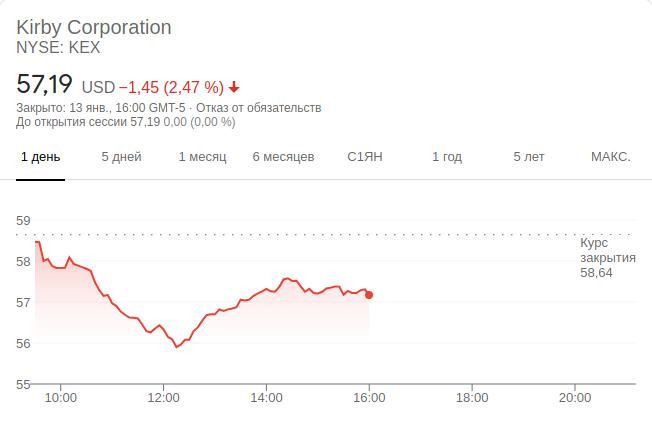 Kirby Corporation
NYSE: KEX
57,19 USD −1,45 (2,47 %)
Закрыто: 13 янв., 16:00 GMT-5 · Отказ от обязательств
До открытия сессии 57,19 0,00 (0,00 %)
1 день 5 дней 1 месяц 6 месяцев С1ЯН 1 год 5 лет МАКС.
59
Курс
закрытия
58,64
58
57
56
55
10:00 12:00 14:00 16:00 18:00 20:00